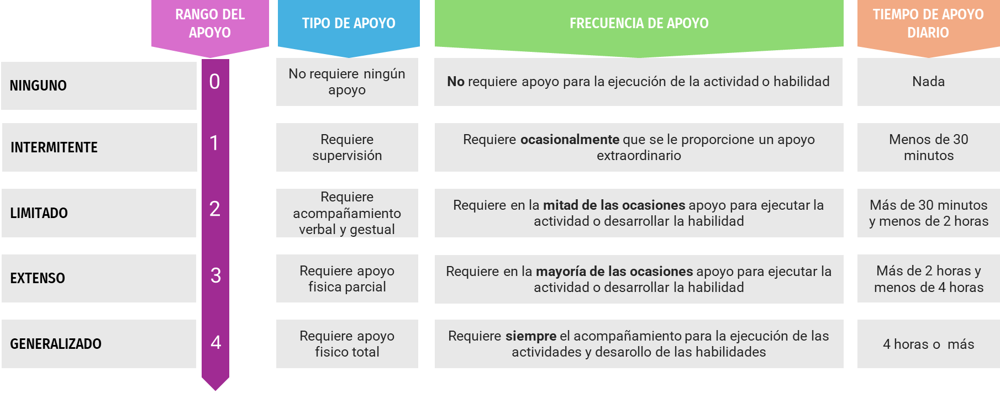 RANGO DEL
APOYO
TIPO DE APOYO
FRECUENCIA DE APOYO
TIEMPO DE APOYO
DIARIO
NINGUNO
0
No requiere ningún
apoyo
No requiere apoyo para la ejecución de la actividad o habilidad
Nada
INTERMITENTE
1
Requiere
supervisión
Requiere ocasionalmente que se le proporcione un apoyo
extraordinario
Menos de 30
minutos
LIMITADO
2
Requiere
acompañamiento
verbal y gestual
Requiere en la mitad de las ocasiones apoyo para ejecutar la
actividad o desarrollar la habilidad
Más de 30 minutos
y menos de 2 horas
EXTENSO
3
Requiere apoyo
fisica parcial
Requiere en la mayoría de las ocasiones apoyo para ejecutar la
actividad o desarrollar la habilidad
Más de 2 horas y
menos de 4 horas
GENERALIZADO
4
Requiere apoyo
fisico total
Requiere siempre el acompañamiento para la ejecución de las
actividades y desarollo de las habilidades
4 horas o más